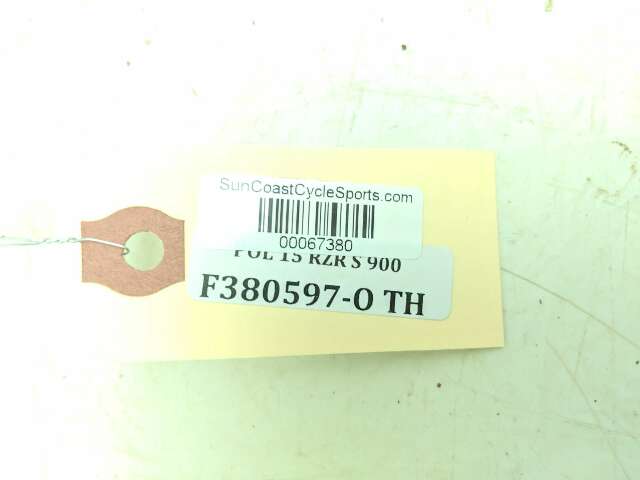 SunCoastCycleSports.com
00067380
POL 15 RZR S 900
F380597-O TH